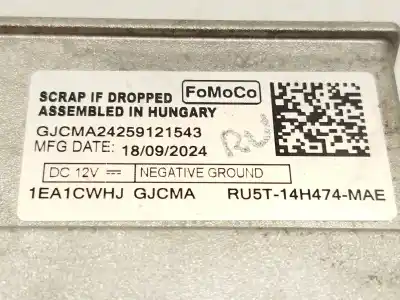 FoMoCo
SCRAP IF DROPPED
ASSEMBLED IN HUNGARY
GJCMA24259121543
MFG DATE: 18/09/2024
DC 12V NEGATIVE GROUND
1EA1CWHJ GJCMA RU5T-14H474-MAE